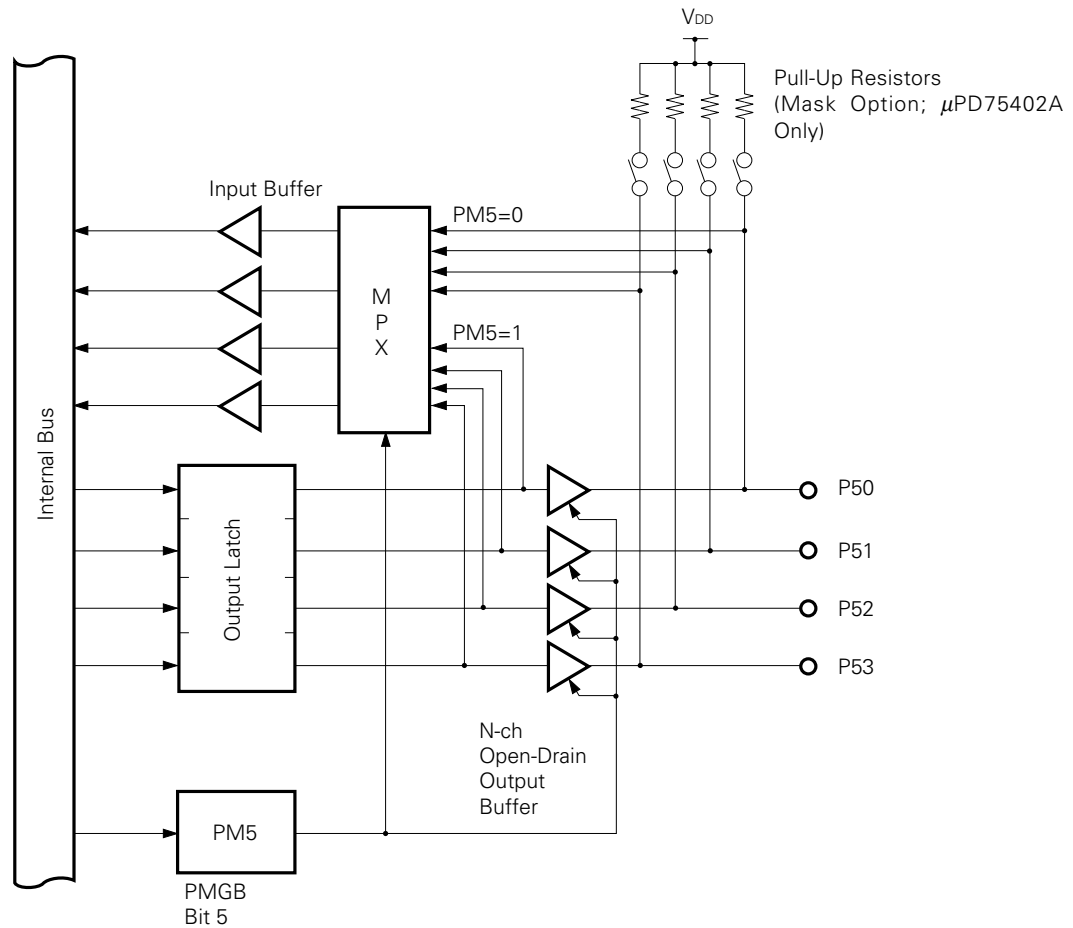 VDD
Pull-Up Resistors
(Mask Option; μPD75402A
Only)
Input Buffer
PM5=0
M
P
X
PM5=1
Internal Bus
Output Latch
P50
P51
P52
P53
N-ch
Open-Drain
Output
Buffer
PM5
PMGB
Bit 5